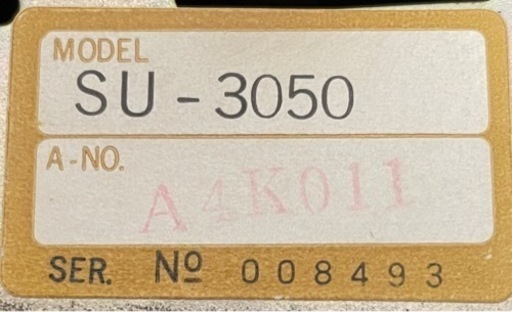 MODEL
SU-3050
A-NO.
A4K011
SER. Nº 008493